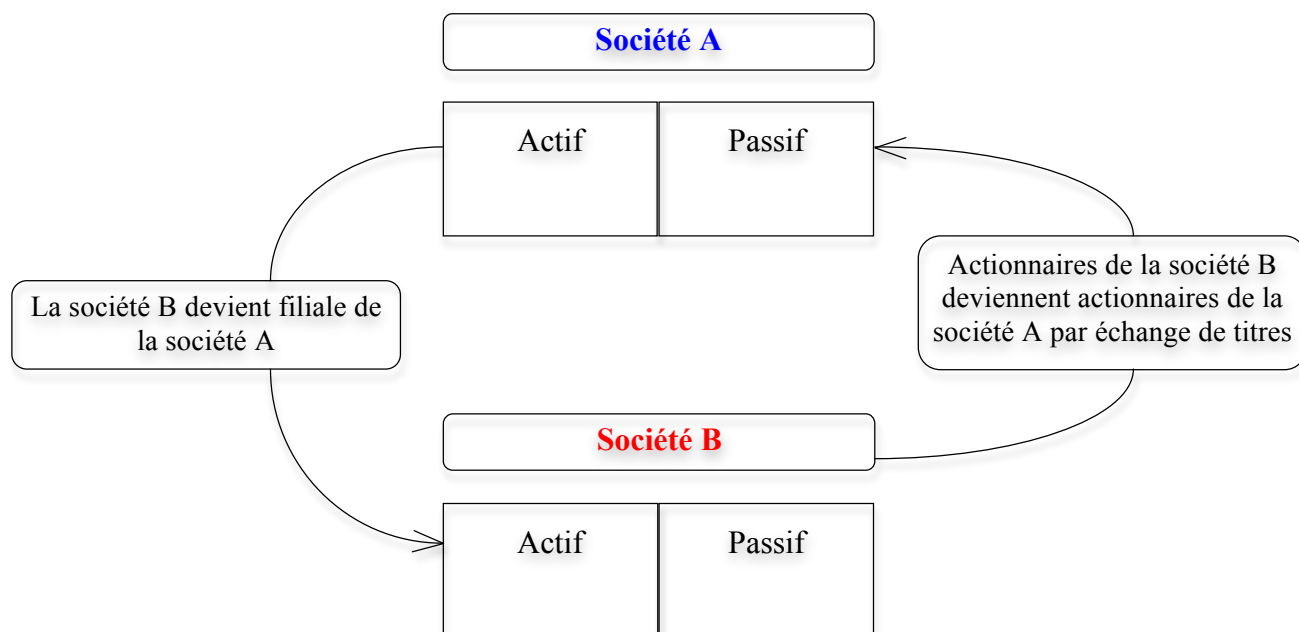 Société A
Actif
Passif
La société B devient filiale de
la société A
Actionnaires de la société B
deviennent actionnaires de la
société A par échange de titres
Société B
Actif
Passif